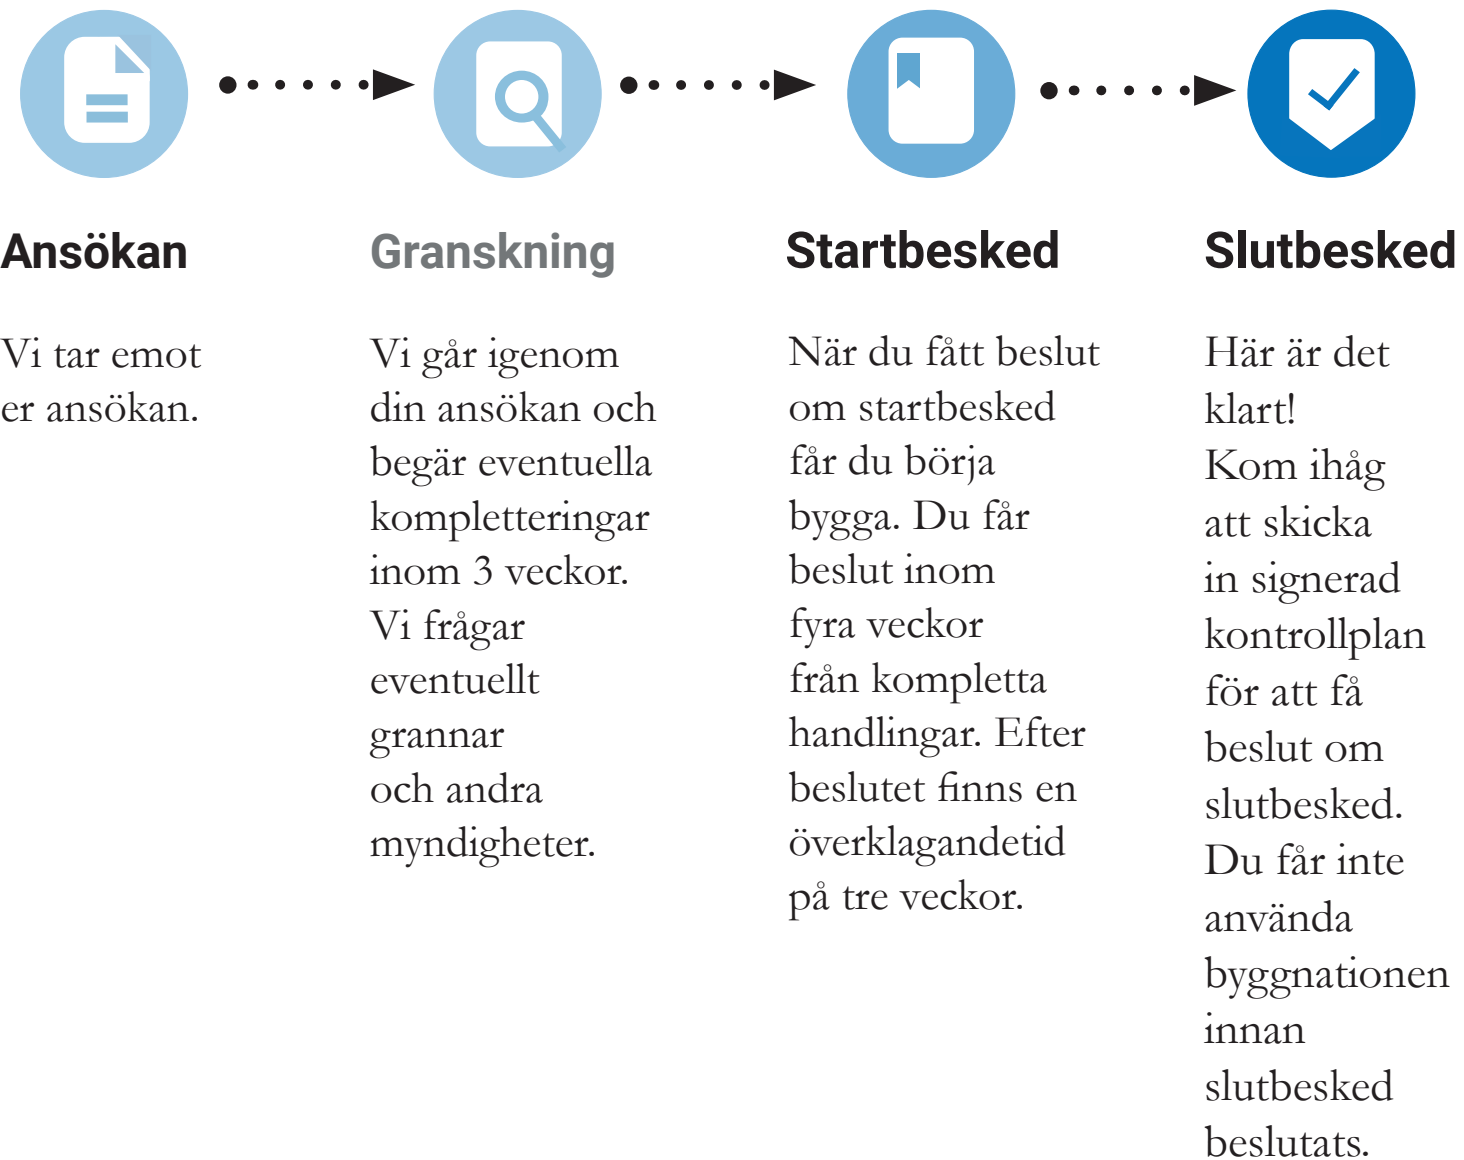 Ansökan
Vi tar emot
er ansökan.
Granskning
Vi går igenom
din ansökan och
begär eventuella
kompletteringar
inom 3 veckor.
Vi frågar
eventuellt
grannar
och andra
myndigheter.
Startbesked
När du fått beslut
om startbesked
får du börja
bygga. Du får
beslut inom
fyra veckor
från kompletta
handlingar. Efter
beslutet finns en
överklagandetid
på tre veckor.
Slutbesked
Här är det
klart!
Kom ihåg
att skicka
in signerad
kontrollplan
för att få
beslut om
slutbesked.
Du får inte
använda
byggnationen
innan
slutbesked
beslutats.